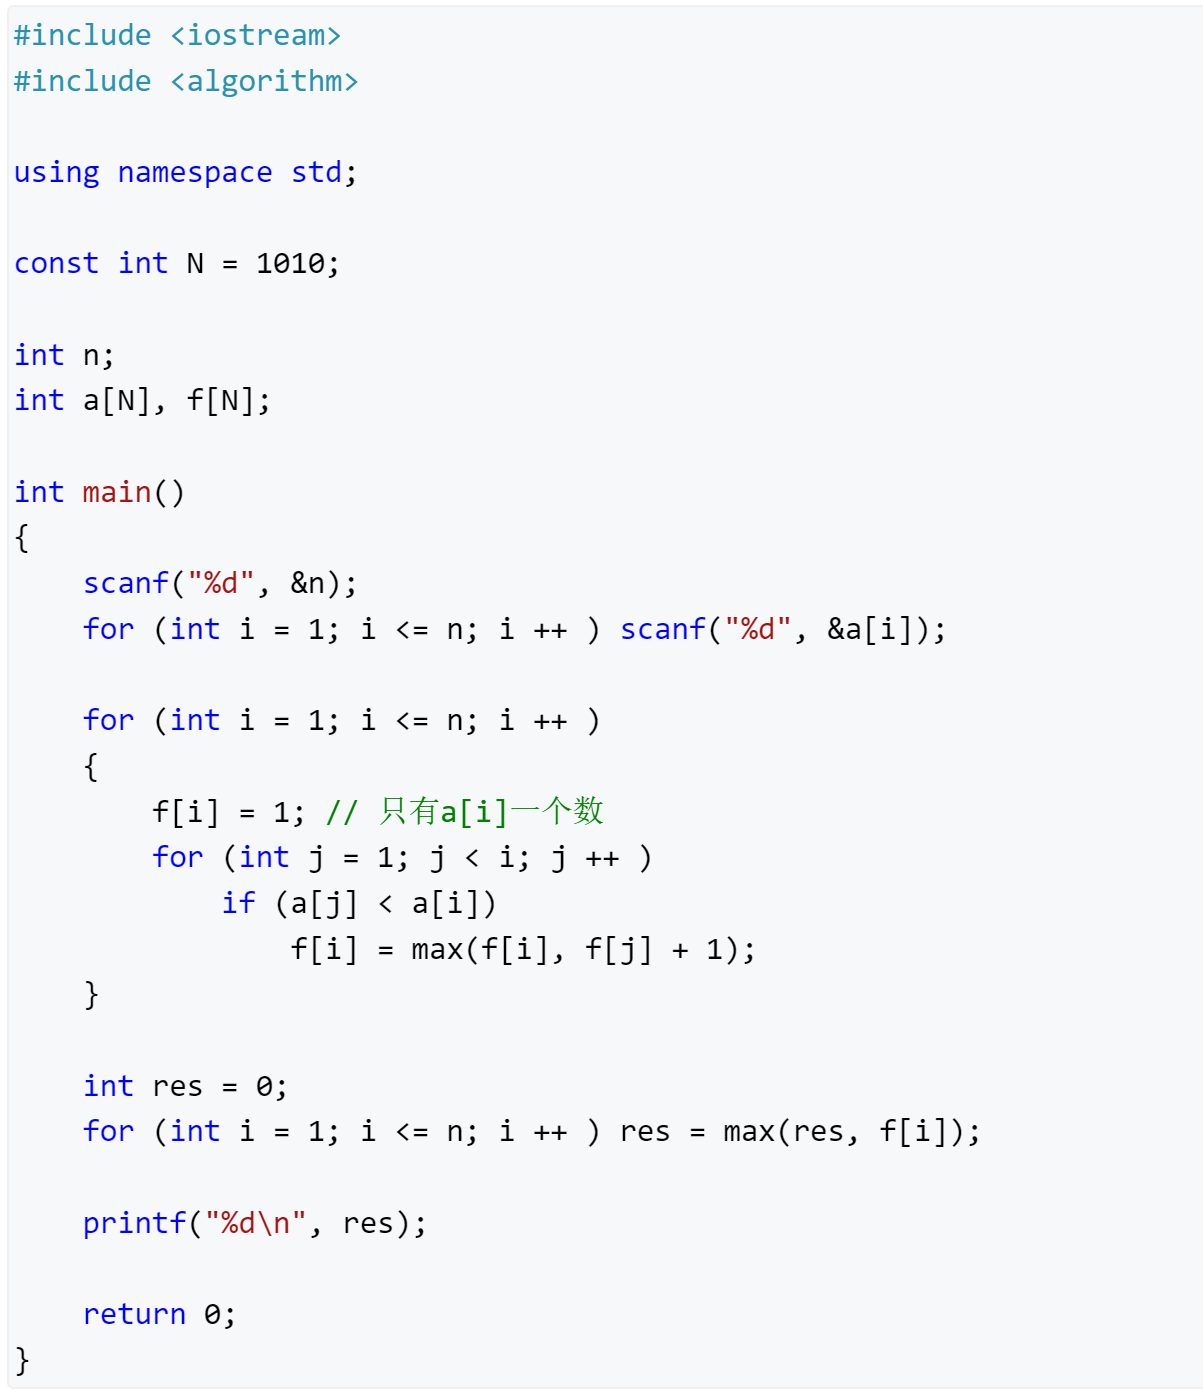 #include <iostream>
#include <algorithm>

using namespace std;

const int N = 1010;

int n;
int a[N], f[N];

int main()
{
    scanf("%d", &n);
    for (int i = 1; i <= n; i ++ ) scanf("%d", &a[i]);

    for (int i = 1; i <= n; i ++ )
    {
        f[i] = 1; // 只有a[i]一个数
        for (int j = 1; j < i; j ++ )
            if (a[j] < a[i])
                f[i] = max(f[i], f[j] + 1);
    }

    int res = 0;
    for (int i = 1; i <= n; i ++ ) res = max(res, f[i]);

    printf("%d\n", res);

    return 0;
}